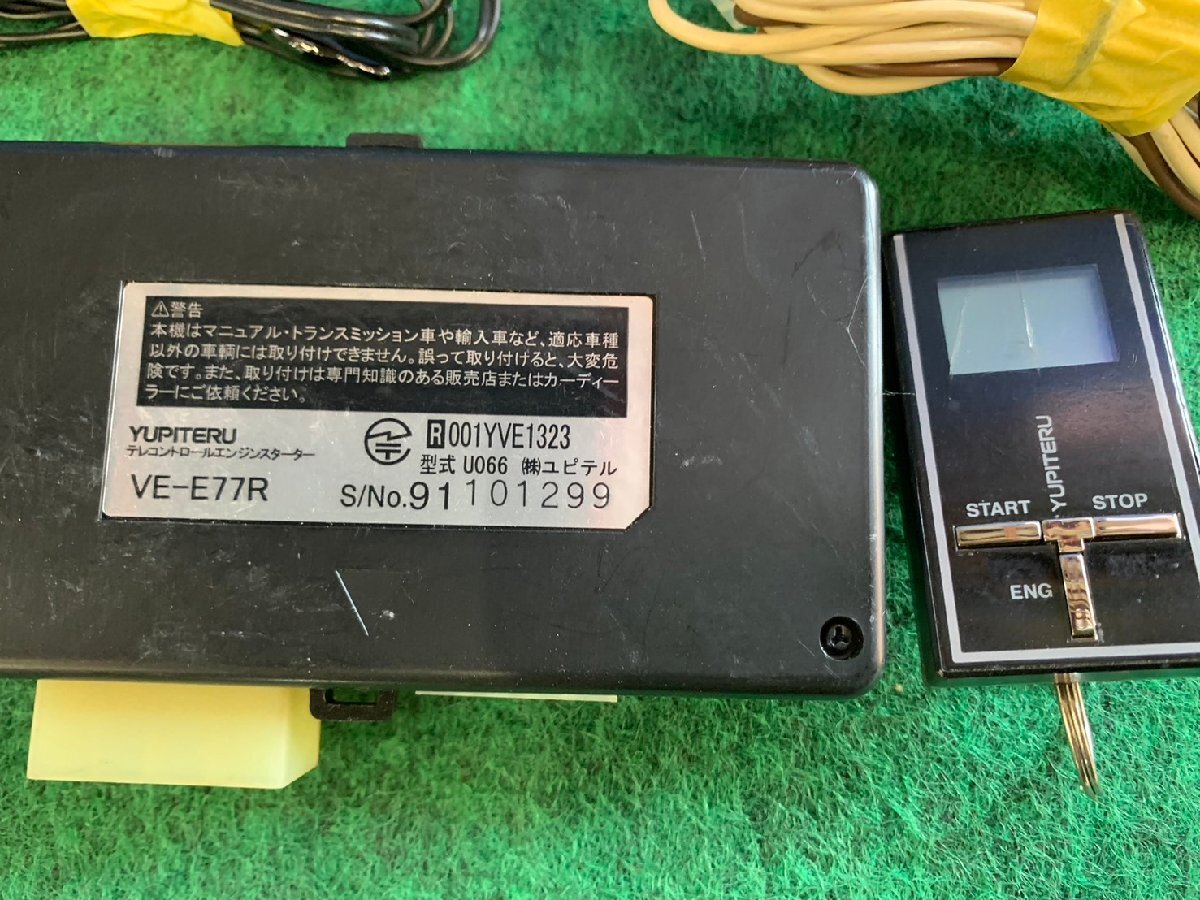 ⚠警告
本機はマニュアル・トランスミッション車や輸入車など、適応車種
以外の車輌には取り付けできません。誤って取り付けると、大変危
険です。また、取り付けは専門知識のある販売店またはカーディー
ラーにご依頼ください。
YUPITERU
テレコントロールエンジンスターター
VE-E77R
R001YVE1323
型式 U066 ㈱ユピテル
S/No.91101299
YUPITERU
START STOP
ENG